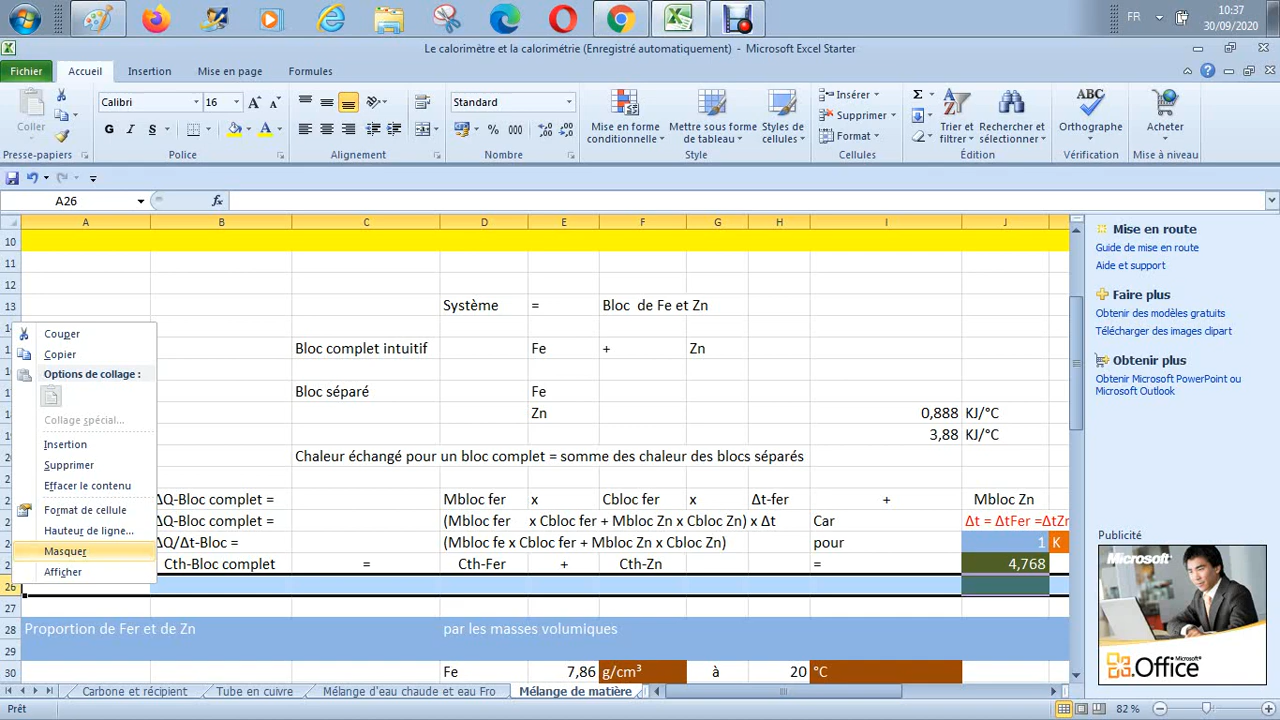 FR
10:37
30/09/2020
Le calorimètre et la calorimétrie (Enregistré automatiquement) - Microsoft Excel Starter
Fichier Accueil Insertion Mise en page Formules
Coller
Calibri 16
G I S
Standard
% 000
Mise en forme conditionnelle
Mettre sous forme de tableau
Styles de cellules
Insérer
Supprimer
Format
Σ
Trier et filtrer
Rechercher et sélectionner
ABC
Orthographe
Acheter
Presse-papiers Police Alignement Nombre Style Cellules Édition Vérification Mise à niveau
A26 fx
A B C D E F G H I J
10
11
12
13 Système = Bloc de Fe et Zn
Bloc complet intuitif Fe + Zn
Bloc séparé Fe
Zn 0,888 KJ/°C
3,88 KJ/°C
Chaleur échangé pour un bloc complet = somme des chaleur des blocs séparés
ΔQ-Bloc complet = Mbloc fer x Cbloc fer x Δt-fer + Mbloc Zn
ΔQ-Bloc complet = (Mbloc fer x Cbloc fer + Mbloc Zn x Cbloc Zn) x Δt Car Δt = ΔtFer =ΔtZn
ΔQ/Δt-Bloc = (Mbloc fe x Cbloc fer + Mbloc Zn x Cbloc Zn) pour 1 K
Cth-Bloc complet = Cth-Fer + Cth-Zn = 4,768
26
27
28 Proportion de Fer et de Zn par les masses volumiques
29
30 Fe 7,86 g/cm³ à 20 °C
Couper
Copier
Options de collage :
Collage spécial...
Insertion
Supprimer
Effacer le contenu
Format de cellule
Hauteur de ligne...
Masquer
Afficher
Mise en route
Guide de mise en route
Aide et support
Faire plus
Obtenir des modèles gratuits
Télécharger des images clipart
Obtenir plus
Obtenir Microsoft PowerPoint ou
Microsoft Outlook
Publicité
Microsoft
Microsoft
Office
Carbone et récipient Tube en cuivre Mélange d'eau chaude et eau Fro Mélange de matière
Prêt
82 %